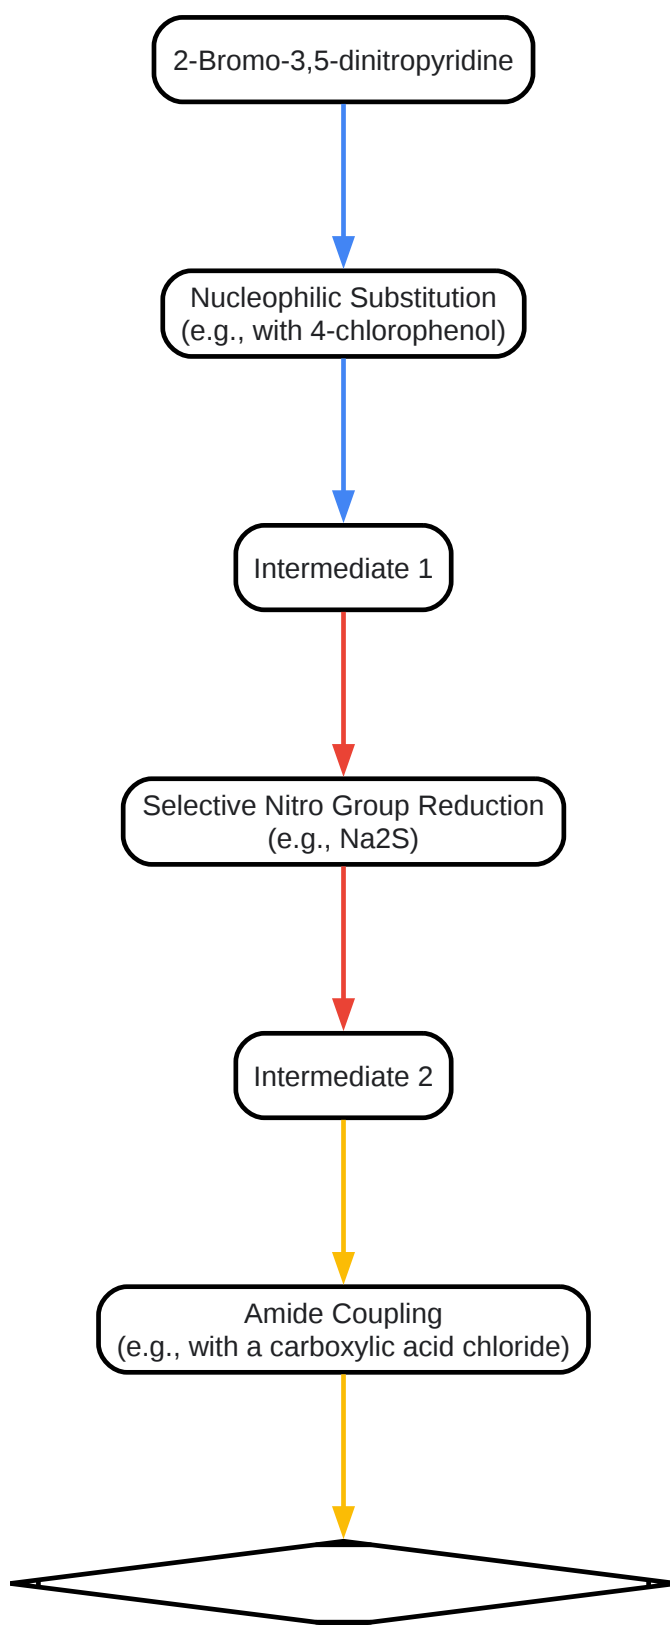 2-Bromo-3,5-dinitropyridine
Nucleophilic Substitution
(e.g., with 4-chlorophenol)
Intermediate 1
Selective Nitro Group Reduction
(e.g., Na2S)
Intermediate 2
Amide Coupling
(e.g., with a carboxylic acid chloride)